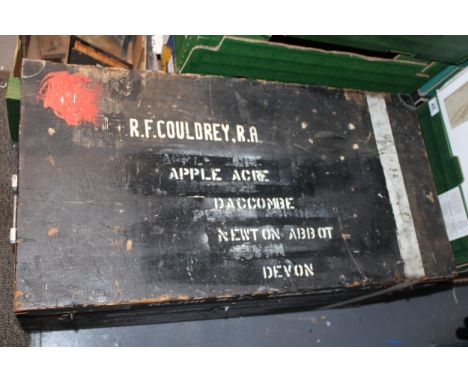 R.F.COULDREY, R.A.
APPLE ACRE
DACCOMBE
NEWTON ABBOT
DEVON